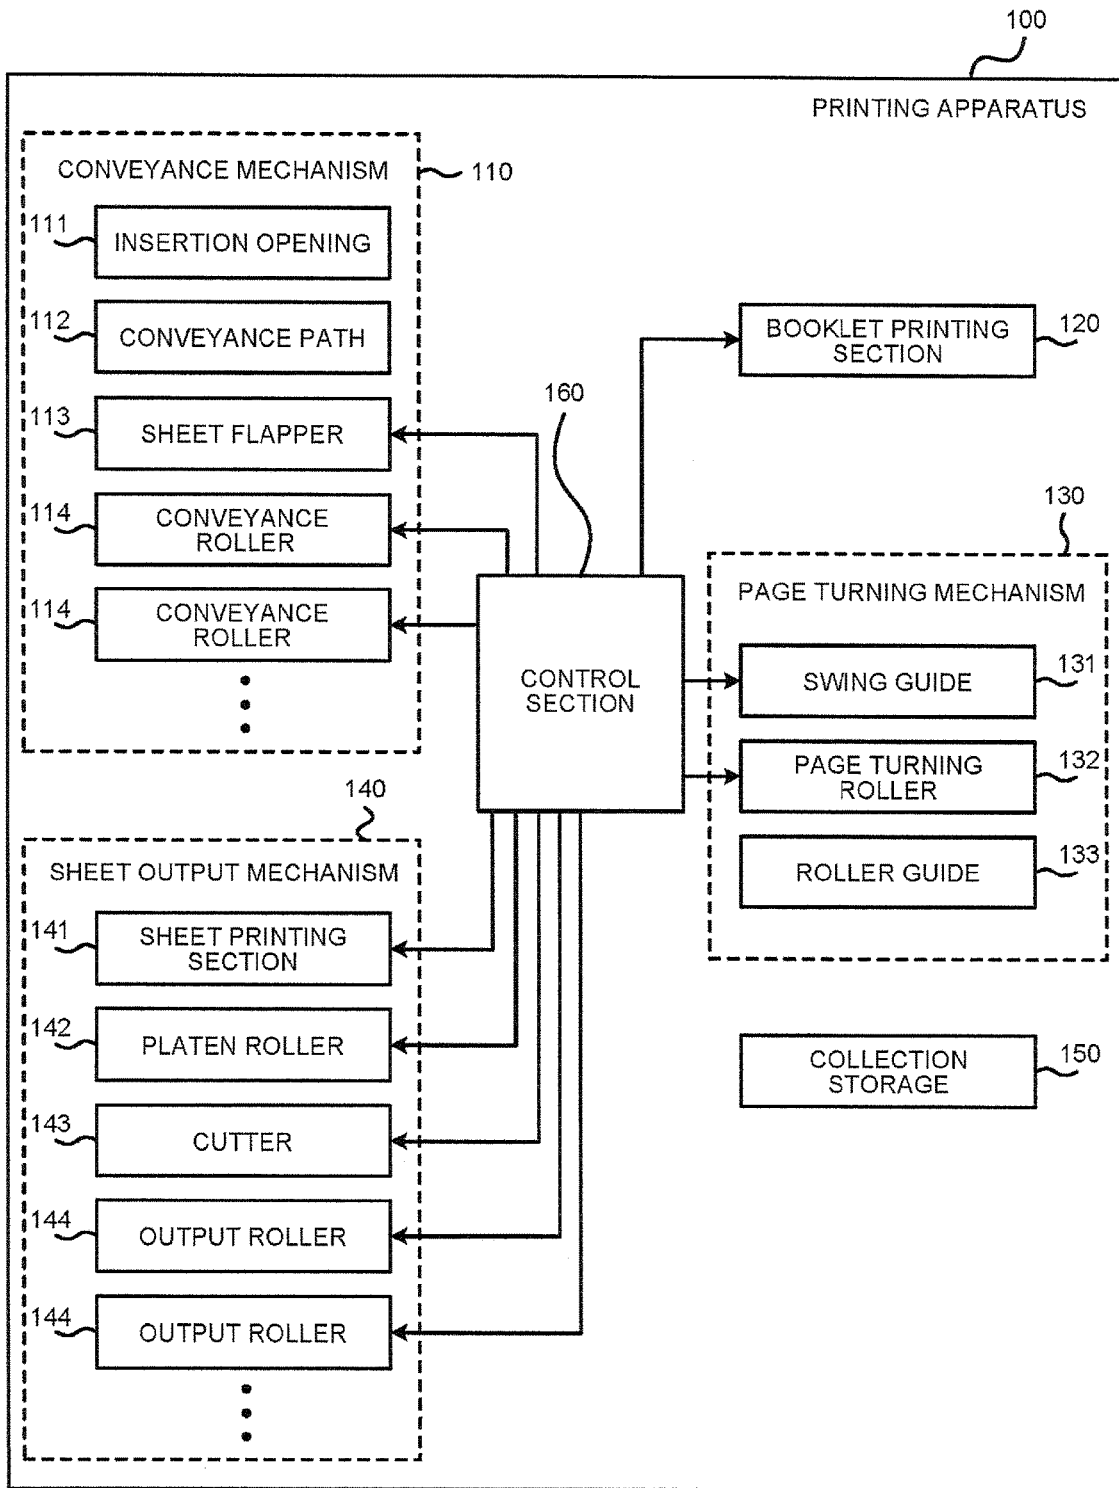 100
PRINTING APPARATUS
CONVEYANCE MECHANISM
110
111
INSERTION OPENING
112
CONVEYANCE PATH
113
SHEET FLAPPER
114
CONVEYANCE
ROLLER
114
CONVEYANCE
ROLLER
160
CONTROL
SECTION
BOOKLET PRINTING
SECTION
120
130
PAGE TURNING MECHANISM
SWING GUIDE
131
PAGE TURNING
ROLLER
132
ROLLER GUIDE
133
140
SHEET OUTPUT MECHANISM
141
SHEET PRINTING
SECTION
142
PLATEN ROLLER
143
CUTTER
144
OUTPUT ROLLER
144
OUTPUT ROLLER
COLLECTION
STORAGE
150